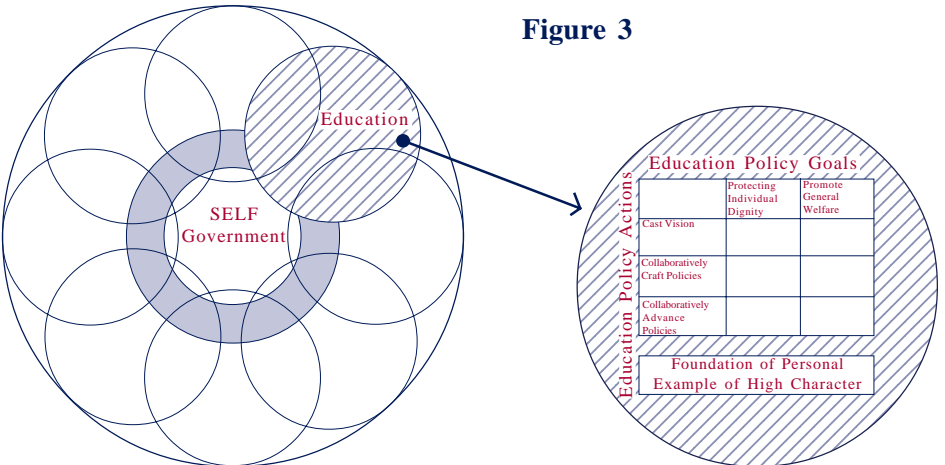 Figure 3
Education
SELF
Government
Education Policy Goals
Education Policy Actions
Protecting
Individual
Dignity
Promote
General
Welfare
Cast Vision
Collaboratively
Craft Policies
Collaboratively
Advance
Policies
Foundation of Personal
Example of High Character